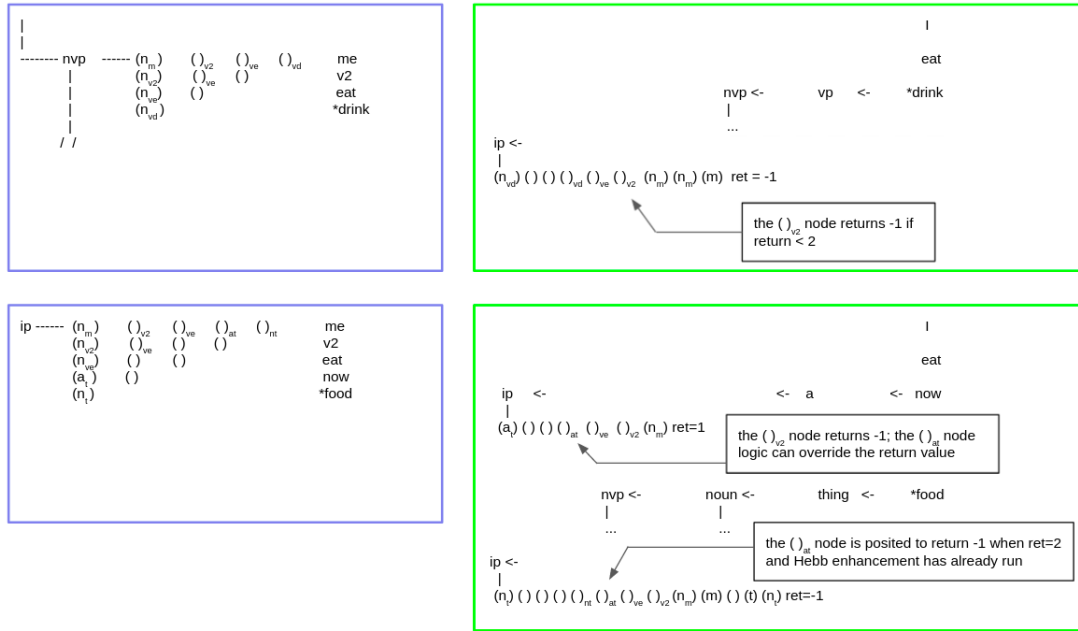 |
|
-------- nvp ------ (n_m) ( )_v2 ( )_ve ( )_vd me
| (n_v2) ( )_ve ( ) v2
| (n_ve) ( ) eat
| (n_vd) *drink
|
/ /
I
eat
nvp <- vp <- *drink
|
...
ip <-
|
(n_vd) ( ) ( ) ( )_vd ( )_ve ( )_v2 (n_m) (n_m) (m) ret = -1
the ( )_v2 node returns -1 if
return < 2
ip ------ (n_m) ( )_v2 ( )_ve ( )_at ( )_nt me
(n_v2) ( )_ve ( ) ( ) v2
(n_ve) ( ) ( ) eat
(a_t) ( ) now
(n_t) *food
I
eat
ip <- <- a <- now
|
(a_t) ( ) ( ) ( )_at ( )_ve ( )_v2 (n_m) ret=1
the ( )_v2 node returns -1; the ( )_at node
logic can override the return value
nvp <- noun <- thing <- *food
| |
... ...
the ( )_at node is posited to return -1 when ret=2
and Hebb enhancement has already run
ip <-
|
(n_t) ( ) ( ) ( ) ( )_nt ( )_at ( )_ve ( )_v2 (n_m) (m) ( ) (t) (n_t) ret=-1